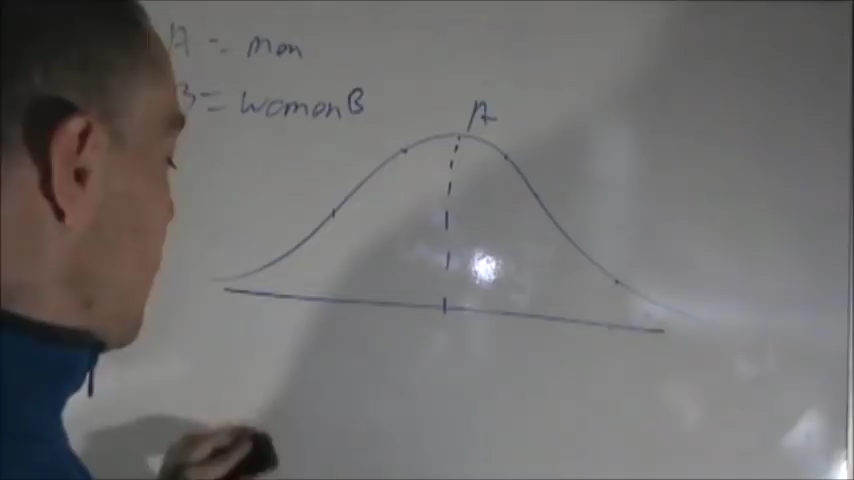 A = men
B = women B
A